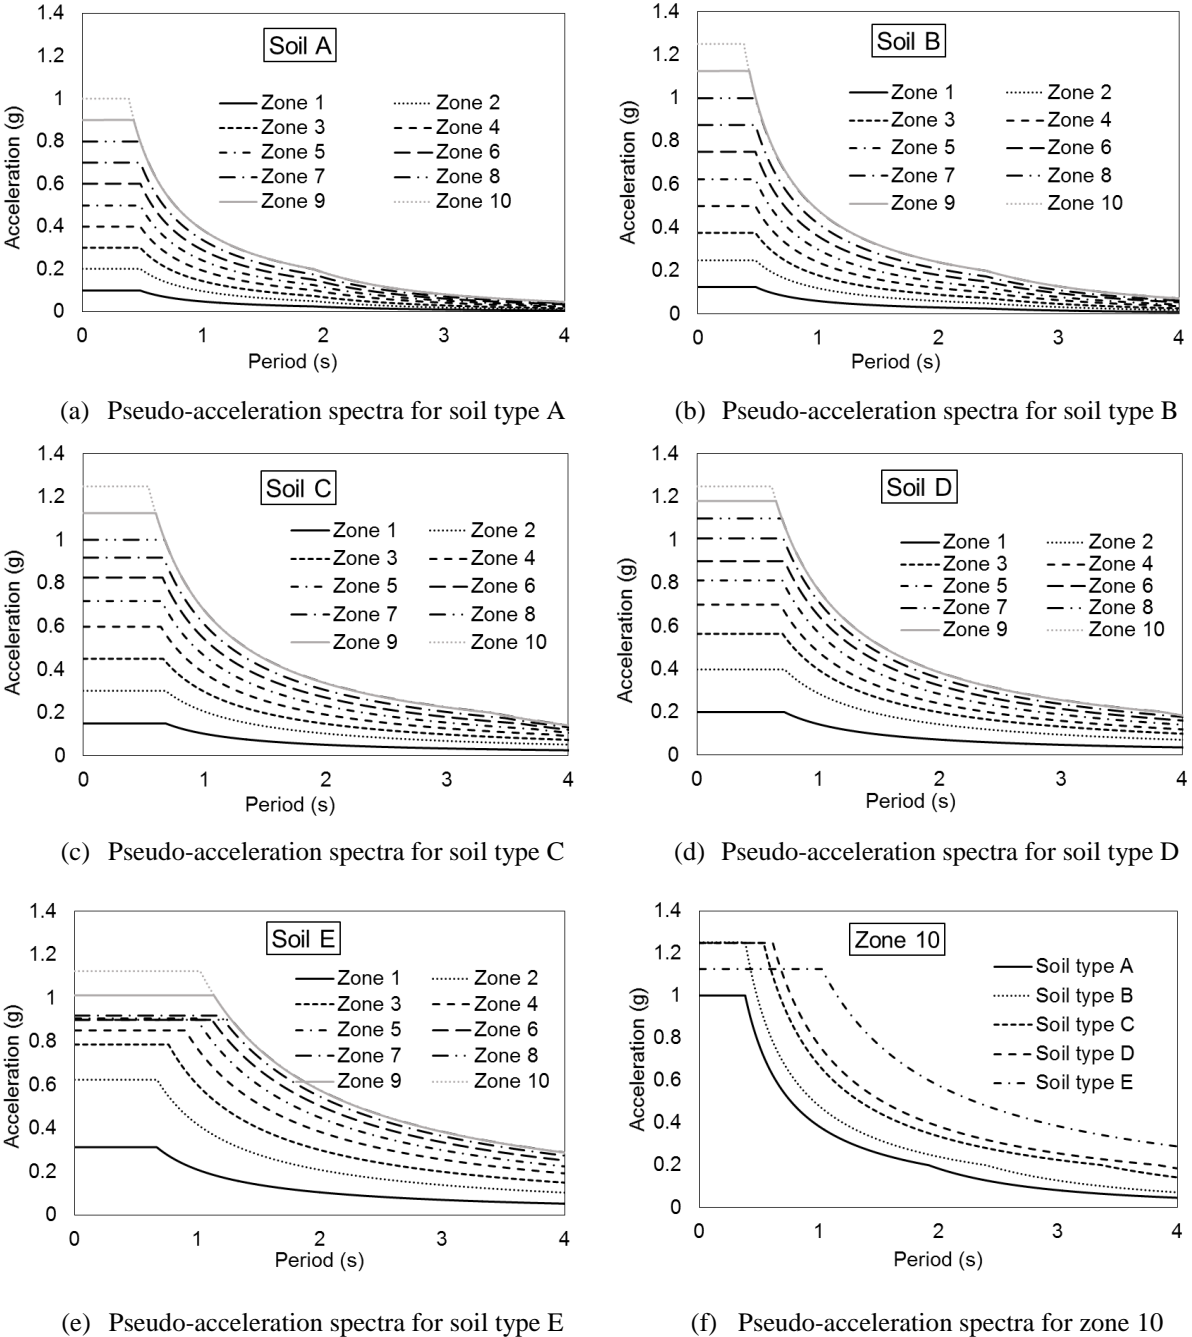 1.4
1.2
1
0.8
0.6
0.4
0.2
0
Acceleration (g)
Soil A
Zone 1 Zone 2
Zone 3 Zone 4
Zone 5 Zone 6
Zone 7 Zone 8
Zone 9 Zone 10
0 1 2 3 4
Period (s)
(a) Pseudo-acceleration spectra for soil type A
1.4
1.2
1
0.8
0.6
0.4
0.2
0
Acceleration (g)
Soil B
Zone 1 Zone 2
Zone 3 Zone 4
Zone 5 Zone 6
Zone 7 Zone 8
Zone 9 Zone 10
0 1 2 3 4
Period (s)
(b) Pseudo-acceleration spectra for soil type B
1.4
1.2
1
0.8
0.6
0.4
0.2
0
Acceleration (g)
Soil C
Zone 1 Zone 2
Zone 3 Zone 4
Zone 5 Zone 6
Zone 7 Zone 8
Zone 9 Zone 10
0 1 2 3 4
Period (s)
(c) Pseudo-acceleration spectra for soil type C
1.4
1.2
1
0.8
0.6
0.4
0.2
0
Acceleration (g)
Soil D
Zone 1 Zone 2
Zone 3 Zone 4
Zone 5 Zone 6
Zone 7 Zone 8
Zone 9 Zone 10
0 1 2 3 4
Period (s)
(d) Pseudo-acceleration spectra for soil type D
1.4
1.2
1
0.8
0.6
0.4
0.2
0
Acceleration (g)
Soil E
Zone 1 Zone 2
Zone 3 Zone 4
Zone 5 Zone 6
Zone 7 Zone 8
Zone 9 Zone 10
0 1 2 3 4
Period (s)
(e) Pseudo-acceleration spectra for soil type E
1.4
1.2
1
0.8
0.6
0.4
0.2
0
Acceleration (g)
Zone 10
Soil type A
Soil type B
Soil type C
Soil type D
Soil type E
0 1 2 3 4
Period (s)
(f) Pseudo-acceleration spectra for zone 10